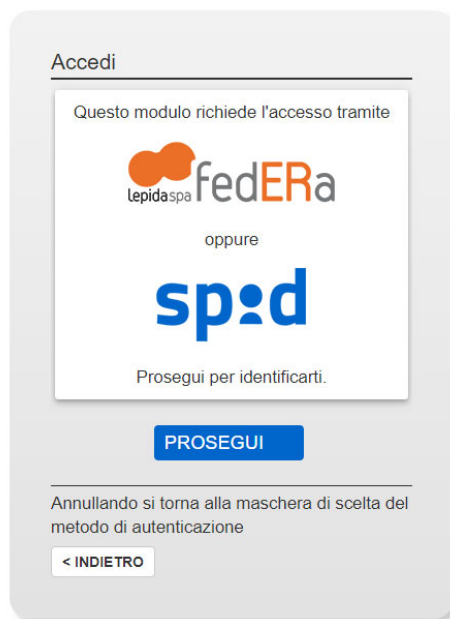 Accedi
Questo modulo richiede l'accesso tramite
lepidaspa fedERa
oppure
spid
Prosegui per identificarti.
PROSEGUI
Annullando si torna alla maschera di scelta del
metodo di autenticazione
< INDIETRO